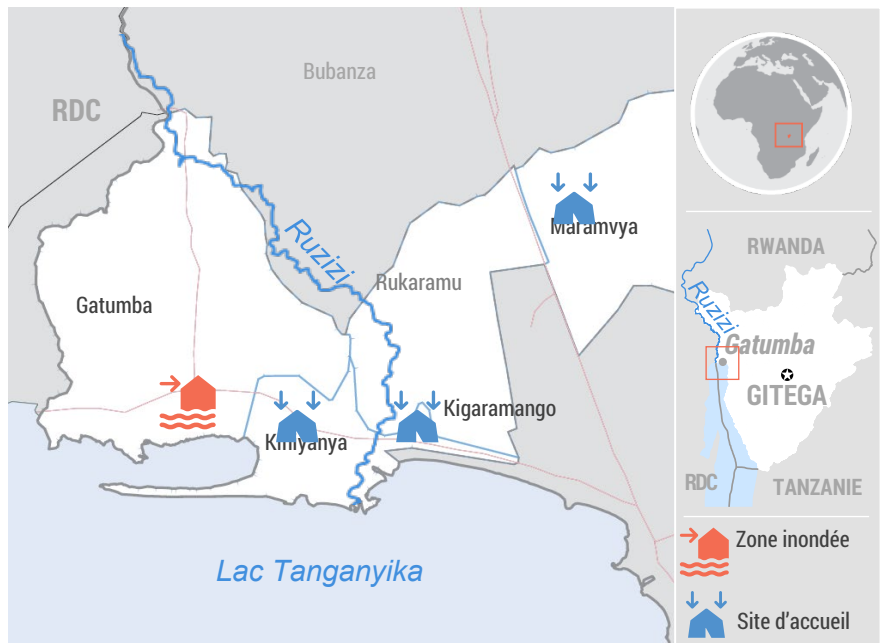 Bubanza
RDC
Ruzizi
Maramvya
Rukaramu
Gatumba
Kigaramango
Kinyinya
Lac Tanganyika
RWANDA
Ruzizi
Gatumba
GITEGA
RDC
TANZANIE
Zone inondée
Site d'accueil